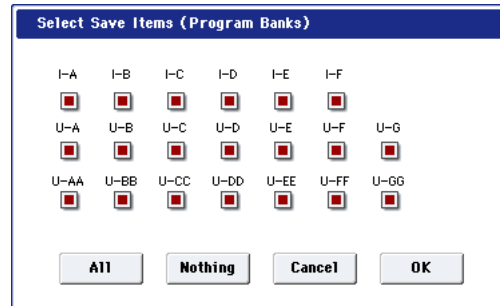 Select Save Items (Program Banks)
I-A I-B I-C I-D I-E I-F
U-A U-B U-C U-D U-E U-F U-G
U-AA U-BB U-CC U-DD U-EE U-FF U-GG
All Nothing Cancel OK